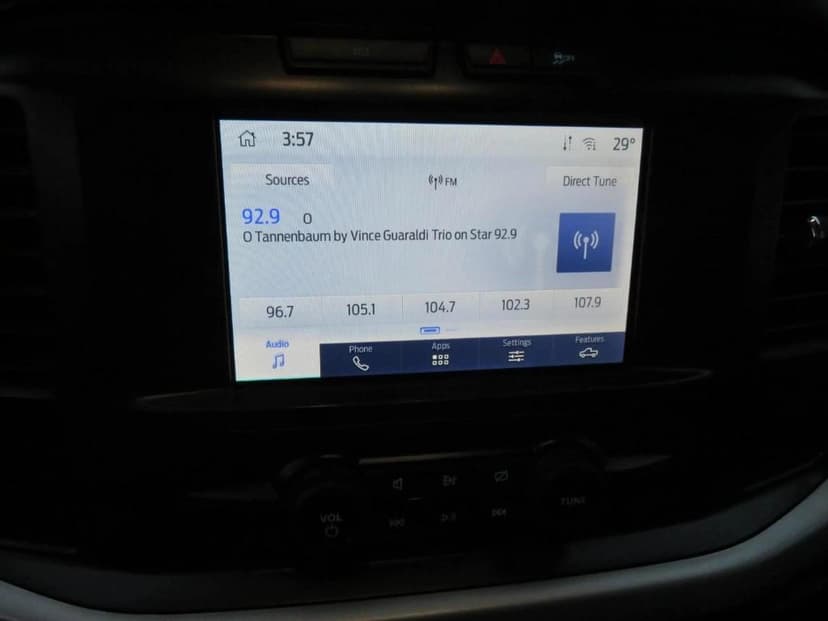 3:57
29°
Sources
FM
Direct Tune
92.9 O
O Tannenbaum by Vince Guaraldi Trio on Star 92.9
96.7 105.1 104.7 102.3 107.9
Audio Phone Apps Settings Features
VOL
TUNE